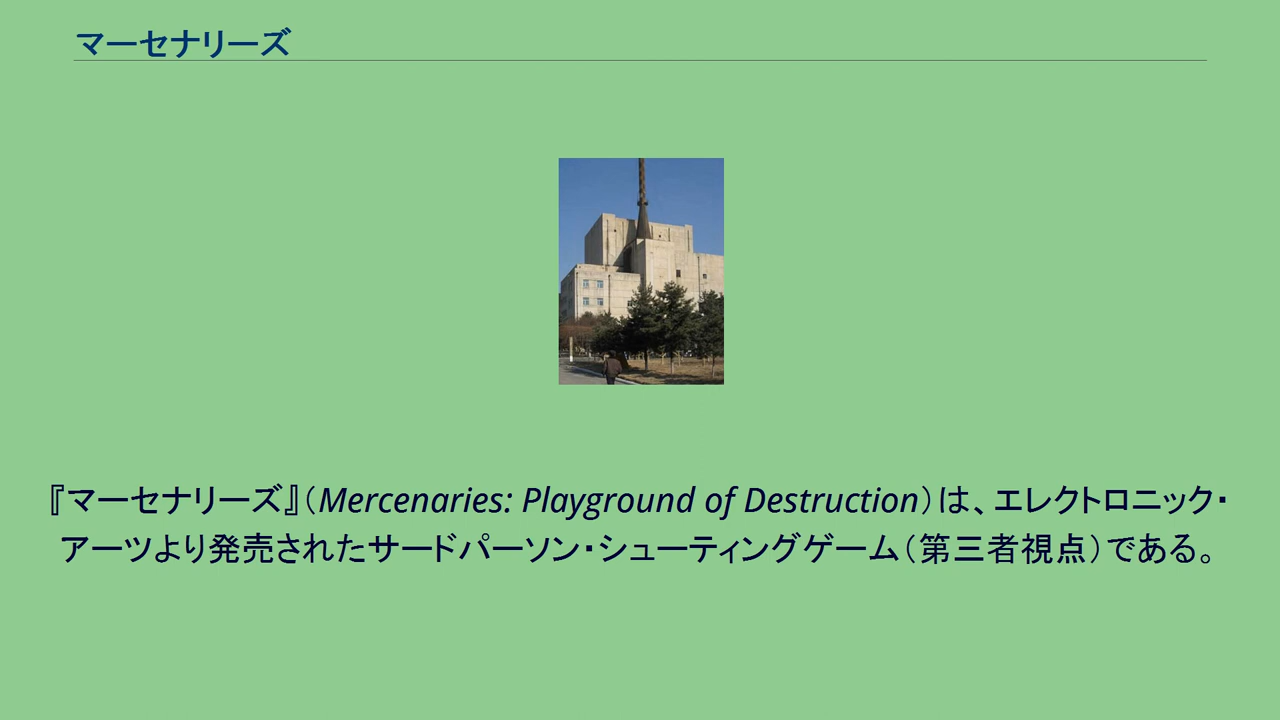 マーセナリーズ
『マーセナリーズ』（Mercenaries: Playground of Destruction）は、エレクトロニック・
アーツより発売されたサードパーソン・シューティングゲーム（第三者視点）である。